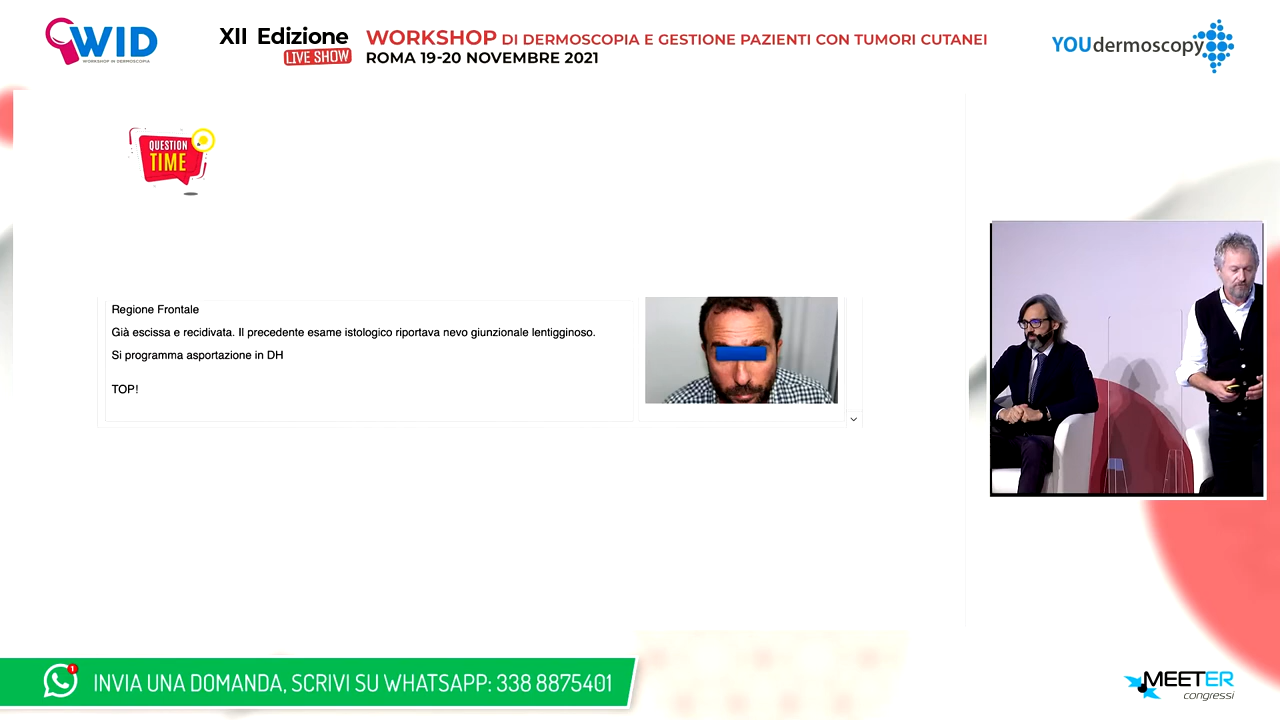 WID
WORKSHOP IN DERMOSCOPIA
XII Edizione
LIVE SHOW
WORKSHOP DI DERMOSCOPIA E GESTIONE PAZIENTI CON TUMORI CUTANEI
ROMA 19-20 NOVEMBRE 2021
YOUdermoscopy
QUESTION
TIME
Regione Frontale
Già escissa e recidivata. Il precedente esame istologico riportava nevo giunzionale lentigginoso.
Si programma asportazione in DH
TOP!
1
INVIA UNA DOMANDA, SCRIVI SU WHATSAPP: 338 8875401
MEETER
congressi